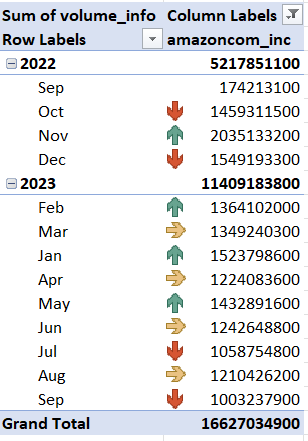 Sum of volume_info Column Labels
Row Labels amazoncom_inc
2022 5217851100
Sep 174213100
Oct 1459311500
Nov 2035133200
Dec 1549193300
2023 11409183800
Feb 1364102000
Mar 1349240300
Jan 1523798600
Apr 1224083600
May 1432891600
Jun 1242648800
Jul 1058754800
Aug 1210426200
Sep 1003237900
Grand Total 16627034900